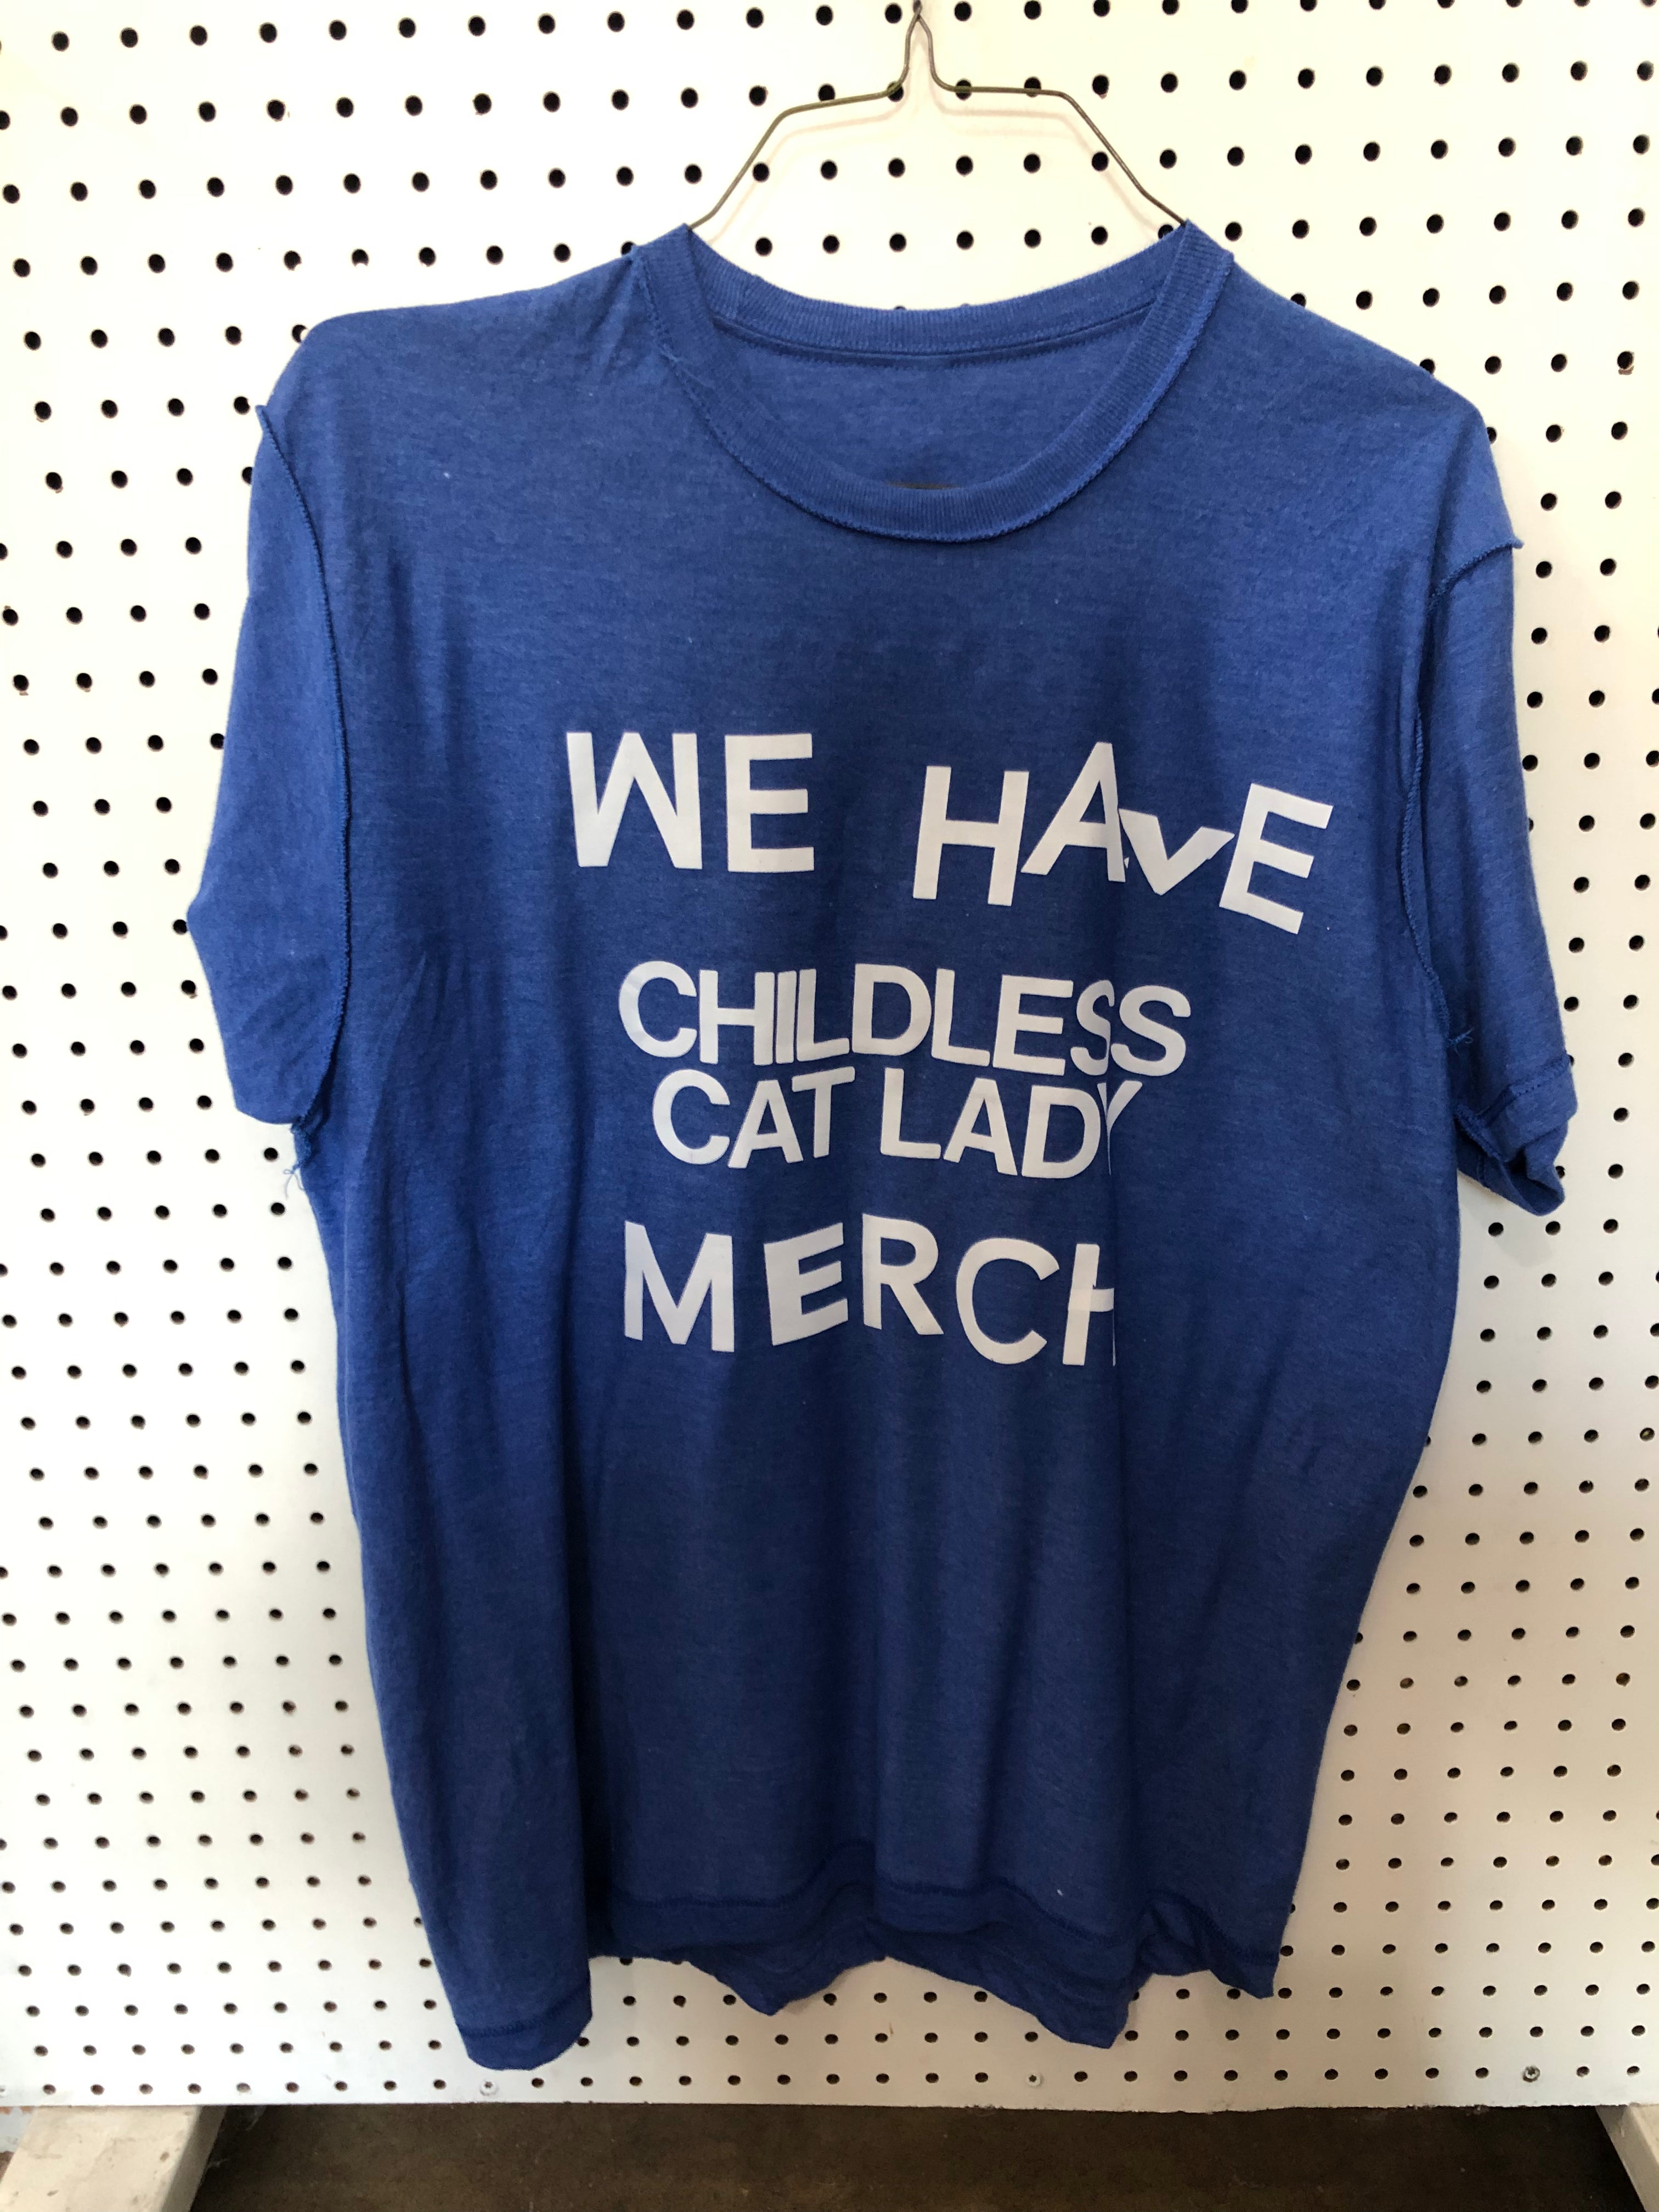 WE HAvE
CHILDLESS
CAT LADY
MERCH